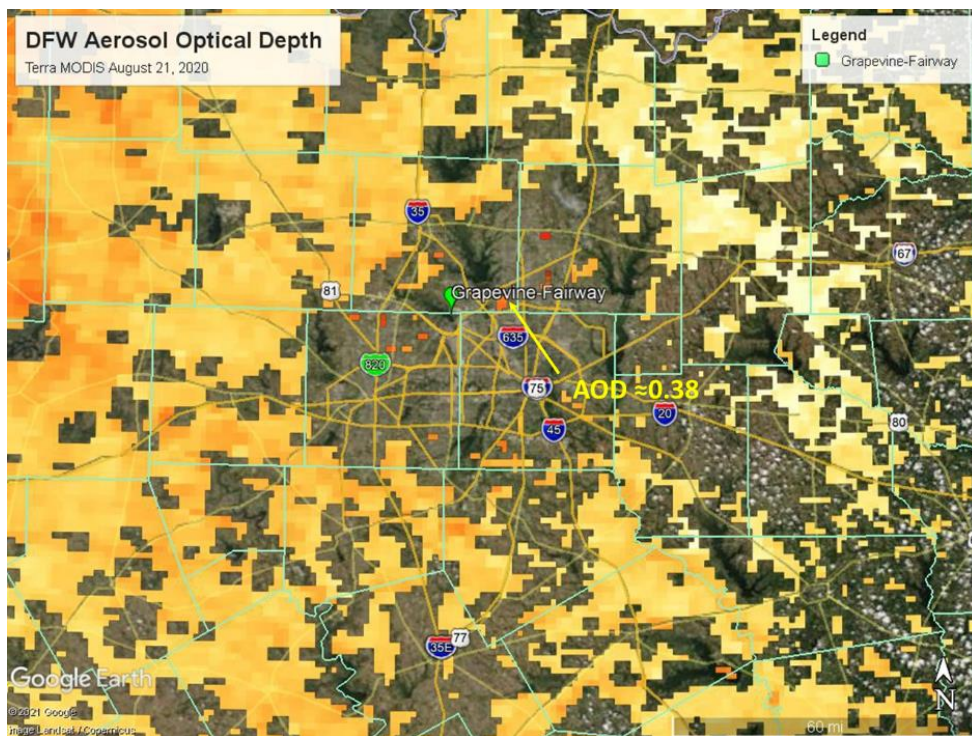 DFW Aerosol Optical Depth
Terra MODIS August 21, 2020
Legend
Grapevine-Fairway
35
67
81
Grapevine-Fairway
635
820
75
AOD ≈0.38
20
45
80
77
35E
Google Earth
N
© 2021 Google
Image Landsat / Copernicus
60 mi